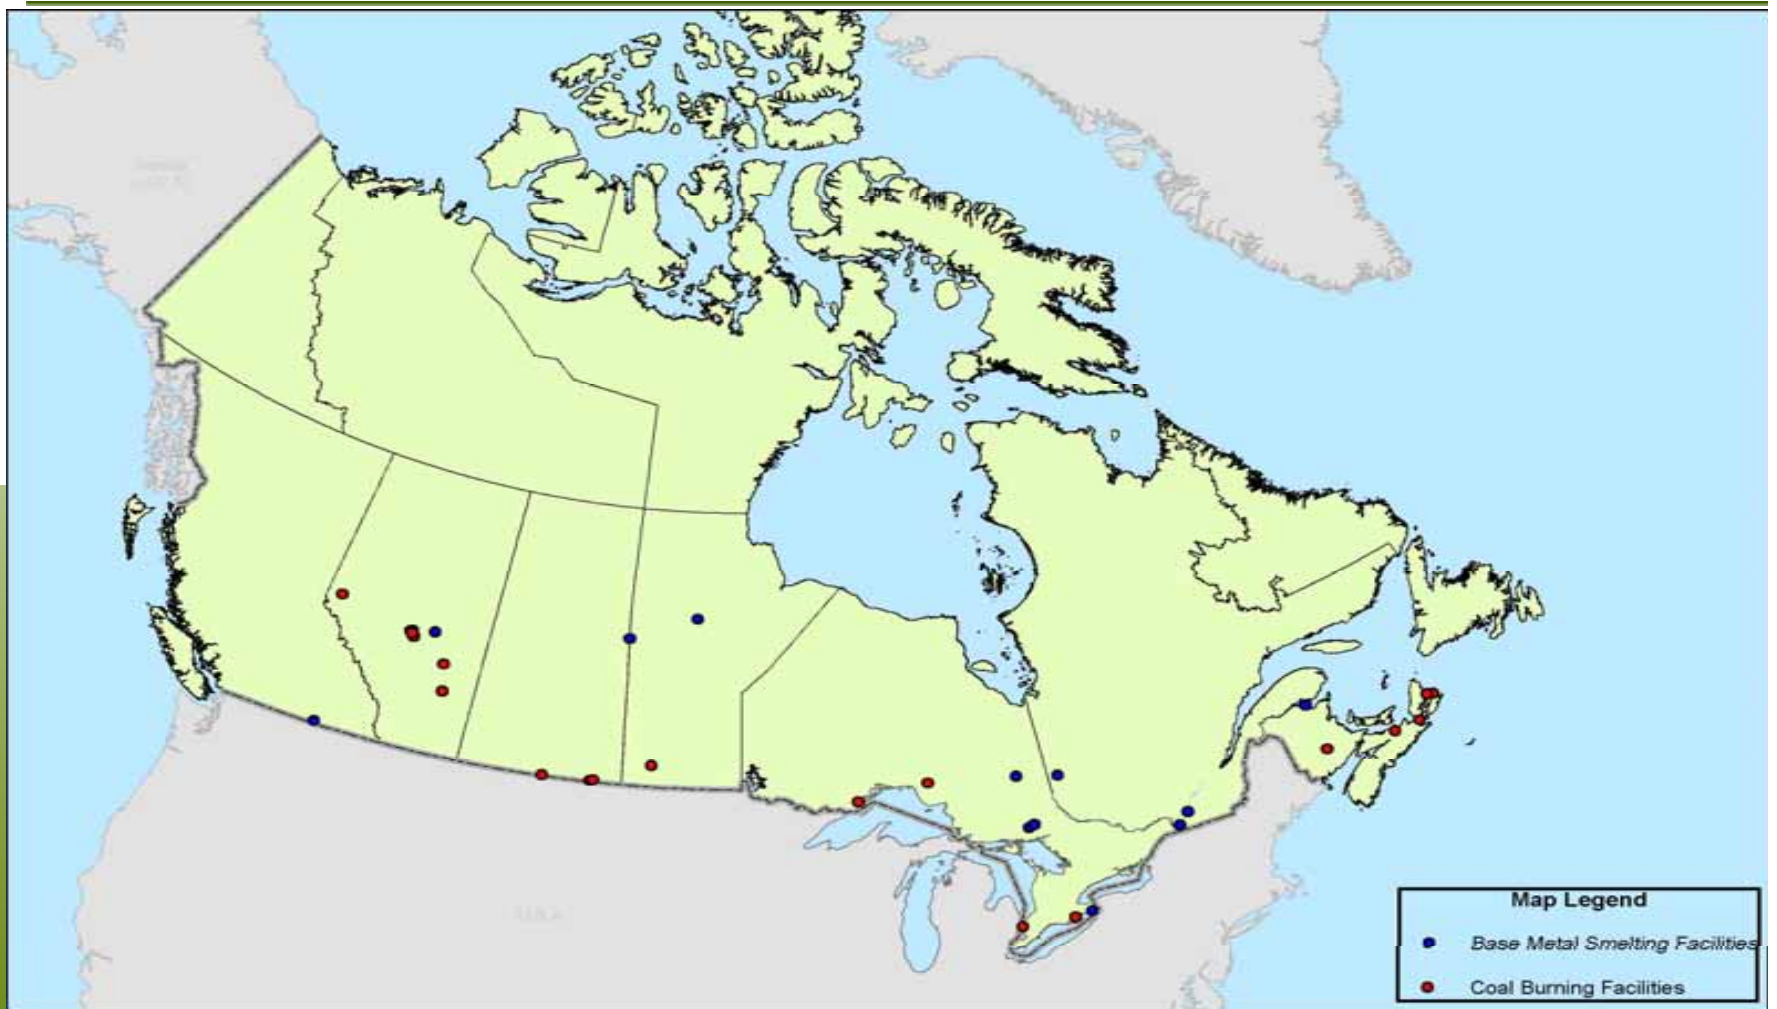 Map Legend
Base Metal Smelting Facilities
Coal Burning Facilities